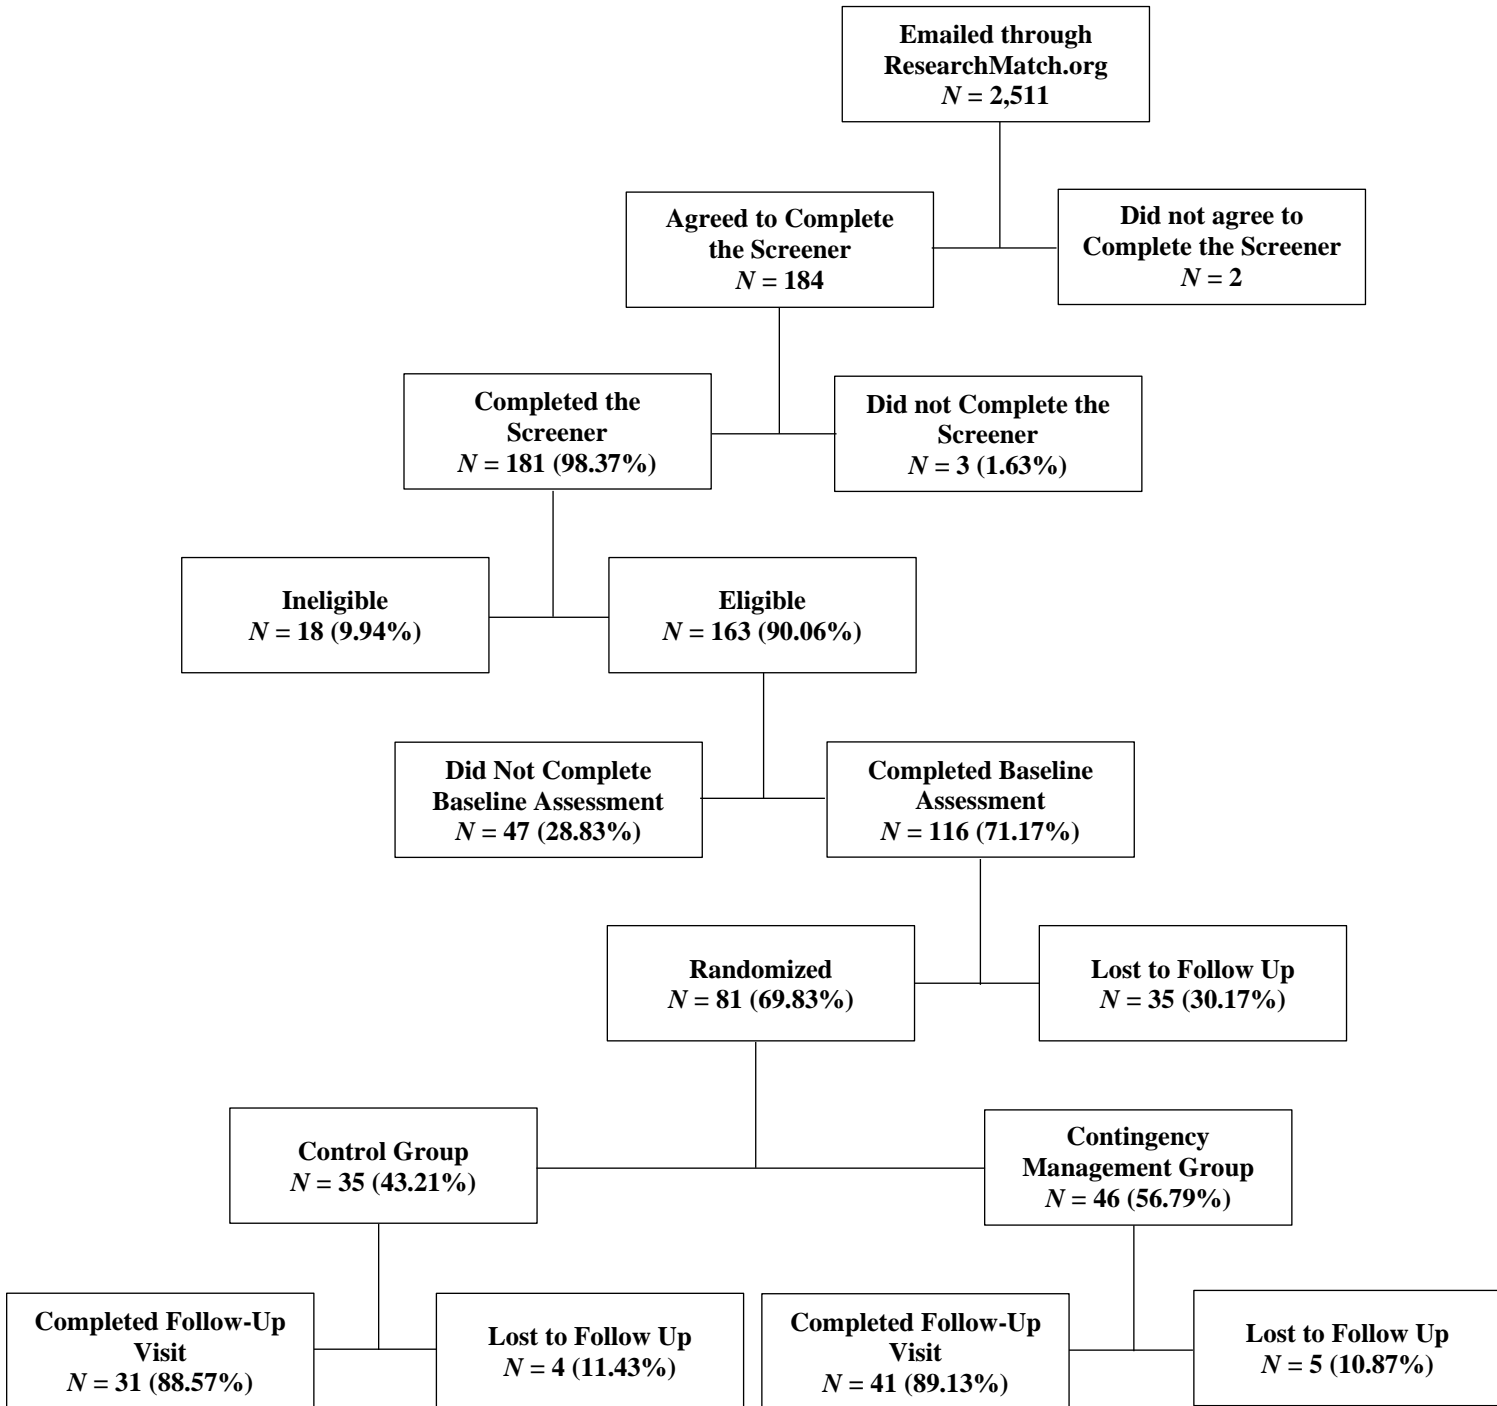 Emailed through
ResearchMatch.org
N = 2,511
Agreed to Complete
the Screener
N = 184
Did not agree to
Complete the Screener
N = 2
Completed the
Screener
N = 181 (98.37%)
Did not Complete the
Screener
N = 3 (1.63%)
Ineligible
N = 18 (9.94%)
Eligible
N = 163 (90.06%)
Did Not Complete
Baseline Assessment
N = 47 (28.83%)
Completed Baseline
Assessment
N = 116 (71.17%)
Randomized
N = 81 (69.83%)
Lost to Follow Up
N = 35 (30.17%)
Control Group
N = 35 (43.21%)
Contingency
Management Group
N = 46 (56.79%)
Completed Follow-Up
Visit
N = 31 (88.57%)
Lost to Follow Up
N = 4 (11.43%)
Completed Follow-Up
Visit
N = 41 (89.13%)
Lost to Follow Up
N = 5 (10.87%)